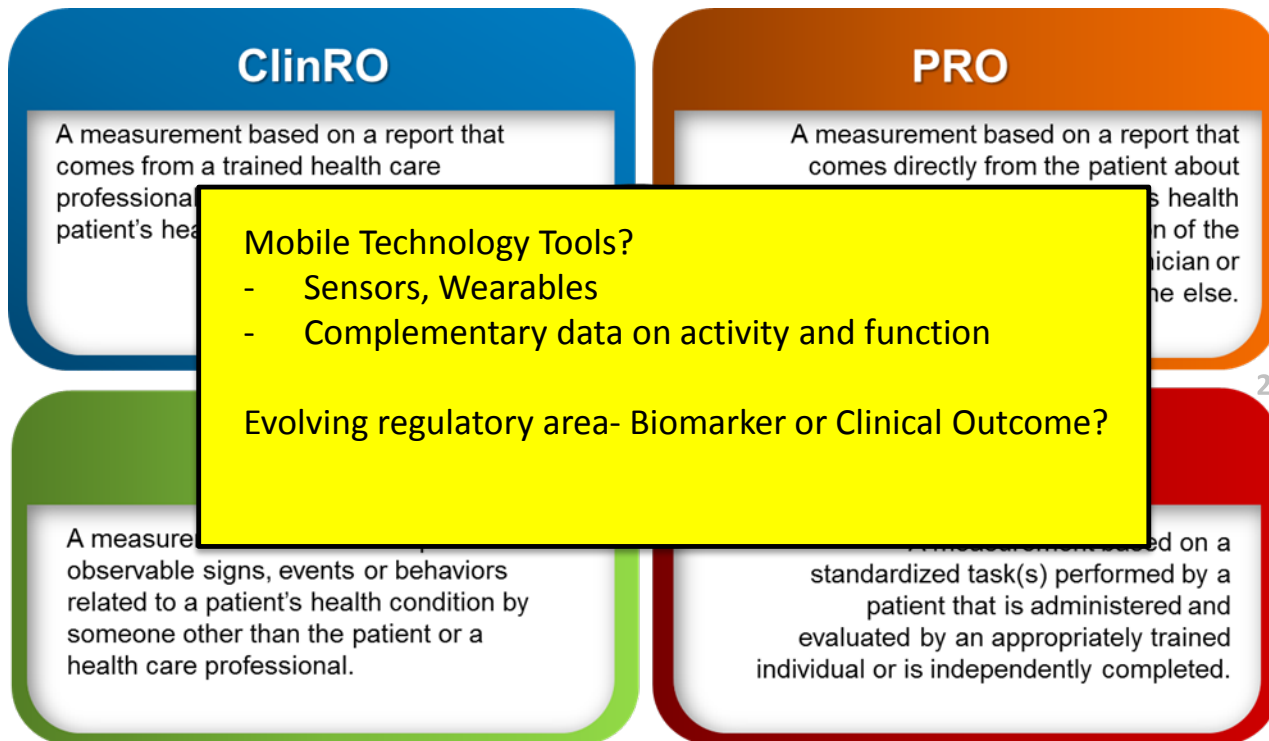 ClinRO
A measurement based on a report that
comes from a trained health care
professional
patient's hea
PRO
A measurement based on a report that
comes directly from the patient about
s health
n of the
ician or
ne else.
Mobile Technology Tools?
- Sensors, Wearables
- Complementary data on activity and function
Evolving regulatory area- Biomarker or Clinical Outcome?
2
A measure
observable signs, events or behaviors
related to a patient's health condition by
someone other than the patient or a
health care professional.
A measurement based on a
standardized task(s) performed by a
patient that is administered and
evaluated by an appropriately trained
individual or is independently completed.